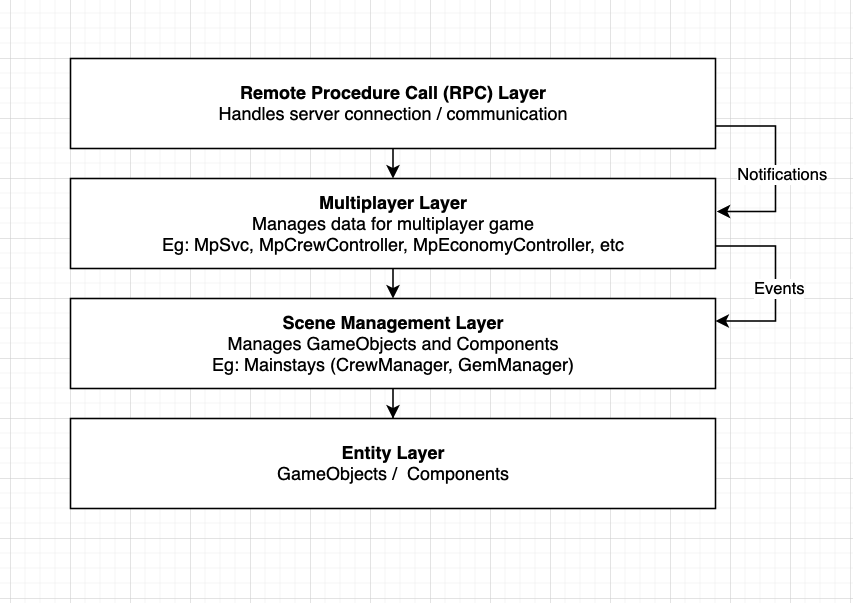 Remote Procedure Call (RPC) Layer
Handles server connection / communication
Notifications
Multiplayer Layer
Manages data for multiplayer game
Eg: MpSvc, MpCrewController, MpEconomyController, etc
Events
Scene Management Layer
Manages GameObjects and Components
Eg: Mainstays (CrewManager, GemManager)
Entity Layer
GameObjects /  Components